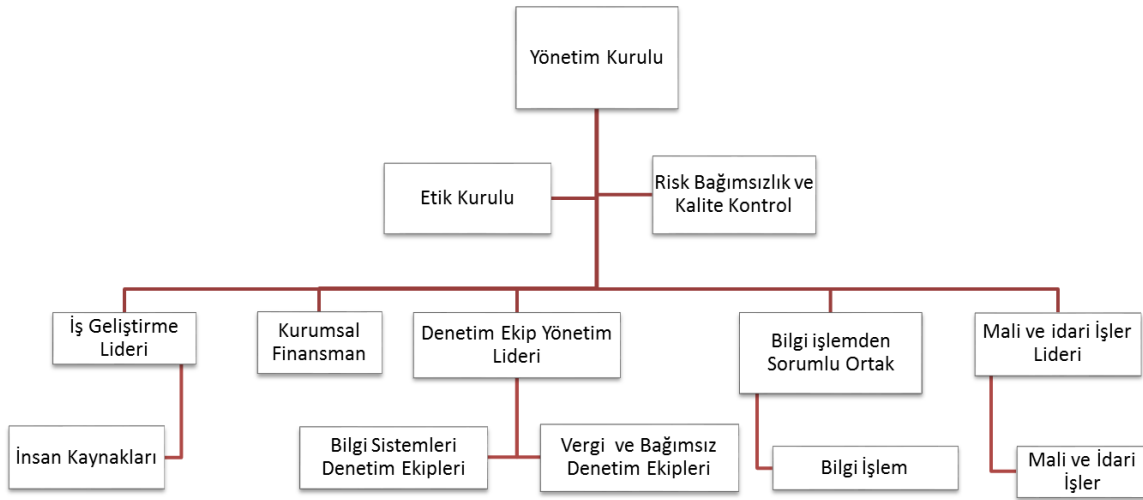 Yönetim Kurulu
Etik Kurulu
Risk Bağımsızlık ve
Kalite Kontrol
İş Geliştirme
Lideri
Kurumsal
Finansman
Denetim Ekip Yönetim
Lideri
Bilgi işlemden
Sorumlu Ortak
Mali ve idari İşler
Lideri
İnsan Kaynakları
Bilgi Sistemleri
Denetim Ekipleri
Vergi ve Bağımsız
Denetim Ekipleri
Bilgi İşlem
Mali ve İdari
İşler